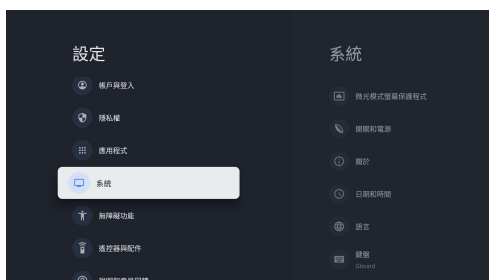 設定
帳戶與登入
隱私權
應用程式
系統
無障礙功能
遙控器與配件
系統
微光模式螢幕保護程式
開關和電源
關於
日期和時間
語言
鍵盤
Gboard